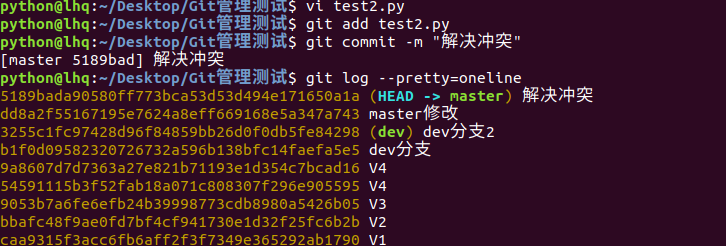 python@lhq:~/Desktop/Git管理测试$ vi test2.py
python@lhq:~/Desktop/Git管理测试$ git add test2.py
python@lhq:~/Desktop/Git管理测试$ git commit -m "解决冲突"
[master 5189bad] 解决冲突
python@lhq:~/Desktop/Git管理测试$ git log --pretty=oneline
5189bada90580ff773bca53d53d494e171650a1a (HEAD -> master) 解决冲突
dd8a2f55167195e7624a8eff669168e5a347a743 master修改
3255c1fc97428d96f84859bb26d0f0db5fe84298 (dev) dev分支2
b1f0d09582320726732a596b138bfc14faefa5e5 dev分支
9a8607d7d7363a27e821b71193e1d354c7bcad16 V4
54591115b3f52fab18a071c808307f296e905595 V4
9053b7a6fe6efb24b39998773cdb8980a5426b05 V3
bbafc48f9ae0fd7bf4cf941730e1d32f25fc6b2b V2
caa9315f3acc6fb6aff2f3f7349e365292ab1790 V1